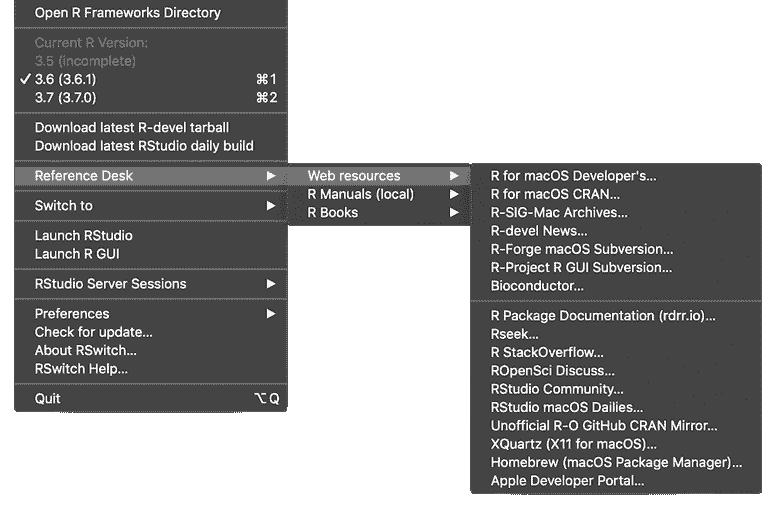 Open R Frameworks Directory
Current R Version:
3.5 (incomplete)
✓ 3.6 (3.6.1) ⌘1
3.7 (3.7.0) ⌘2
Download latest R-devel tarball
Download latest RStudio daily build
Reference Desk ▶
Switch to ▶
Launch RStudio
Launch R GUI
RStudio Server Sessions ▶
Preferences ▶
Check for update...
About RSwitch...
RSwitch Help...
Quit ⌥Q
Web resources ▶
R Manuals (local) ▶
R Books ▶
R for macOS Developer's...
R for macOS CRAN...
R-SIG-Mac Archives...
R-devel News...
R-Forge macOS Subversion...
R-Project R GUI Subversion...
Bioconductor...
R Package Documentation (rdrr.io)...
Rseek...
R StackOverflow...
ROpenSci Discuss...
RStudio Community...
RStudio macOS Dailies...
Unofficial R-O GitHub CRAN Mirror...
XQuartz (X11 for macOS)...
Homebrew (macOS Package Manager)...
Apple Developer Portal...